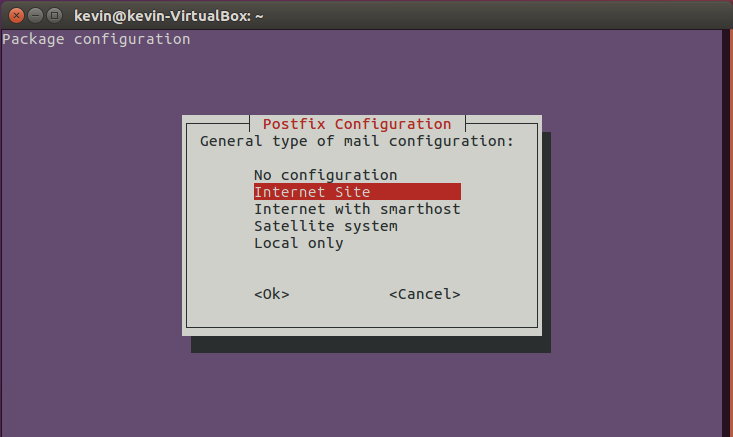 kevin@kevin-VirtualBox: ~
Package configuration
Postfix Configuration
General type of mail configuration:
No configuration
Internet Site
Internet with smarthost
Satellite system
Local only
<Ok> <Cancel>